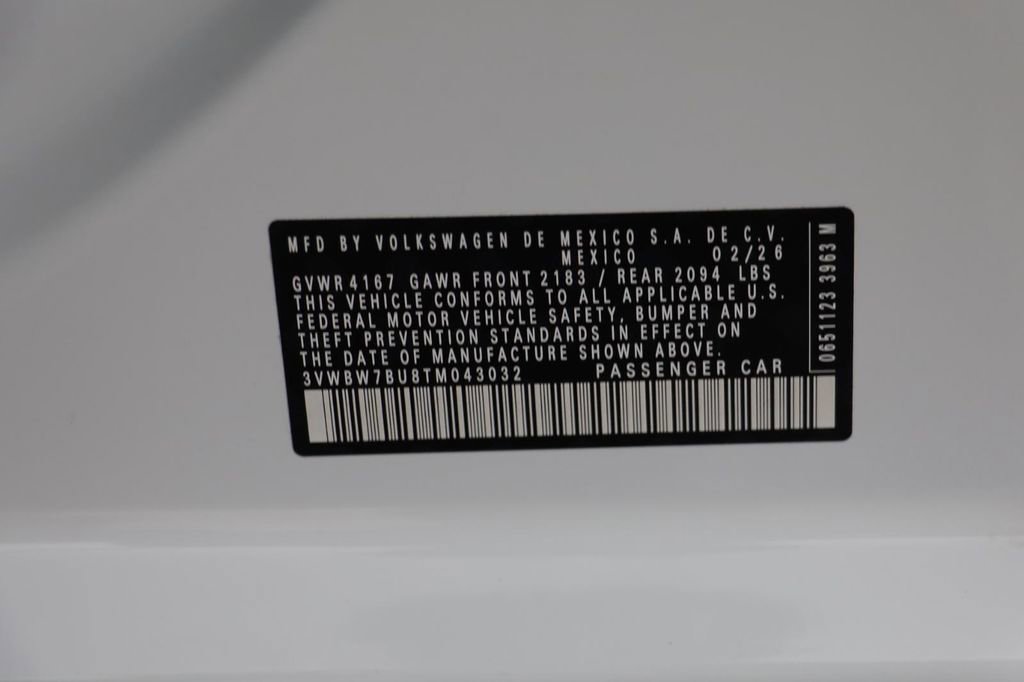 MFD BY VOLKSWAGEN DE MEXICO S.A. DE C.V.
MEXICO 02/26
GVWR 4167 GAWR FRONT 2183 / REAR 2094 LBS
THIS VEHICLE CONFORMS TO ALL APPLICABLE U.S.
FEDERAL MOTOR VEHICLE SAFETY, BUMPER AND
THEFT PREVENTION STANDARDS IN EFFECT ON
THE DATE OF MANUFACTURE SHOWN ABOVE.
3VWBW7BU8TM043032 PASSENGER CAR
0651123 3963 M